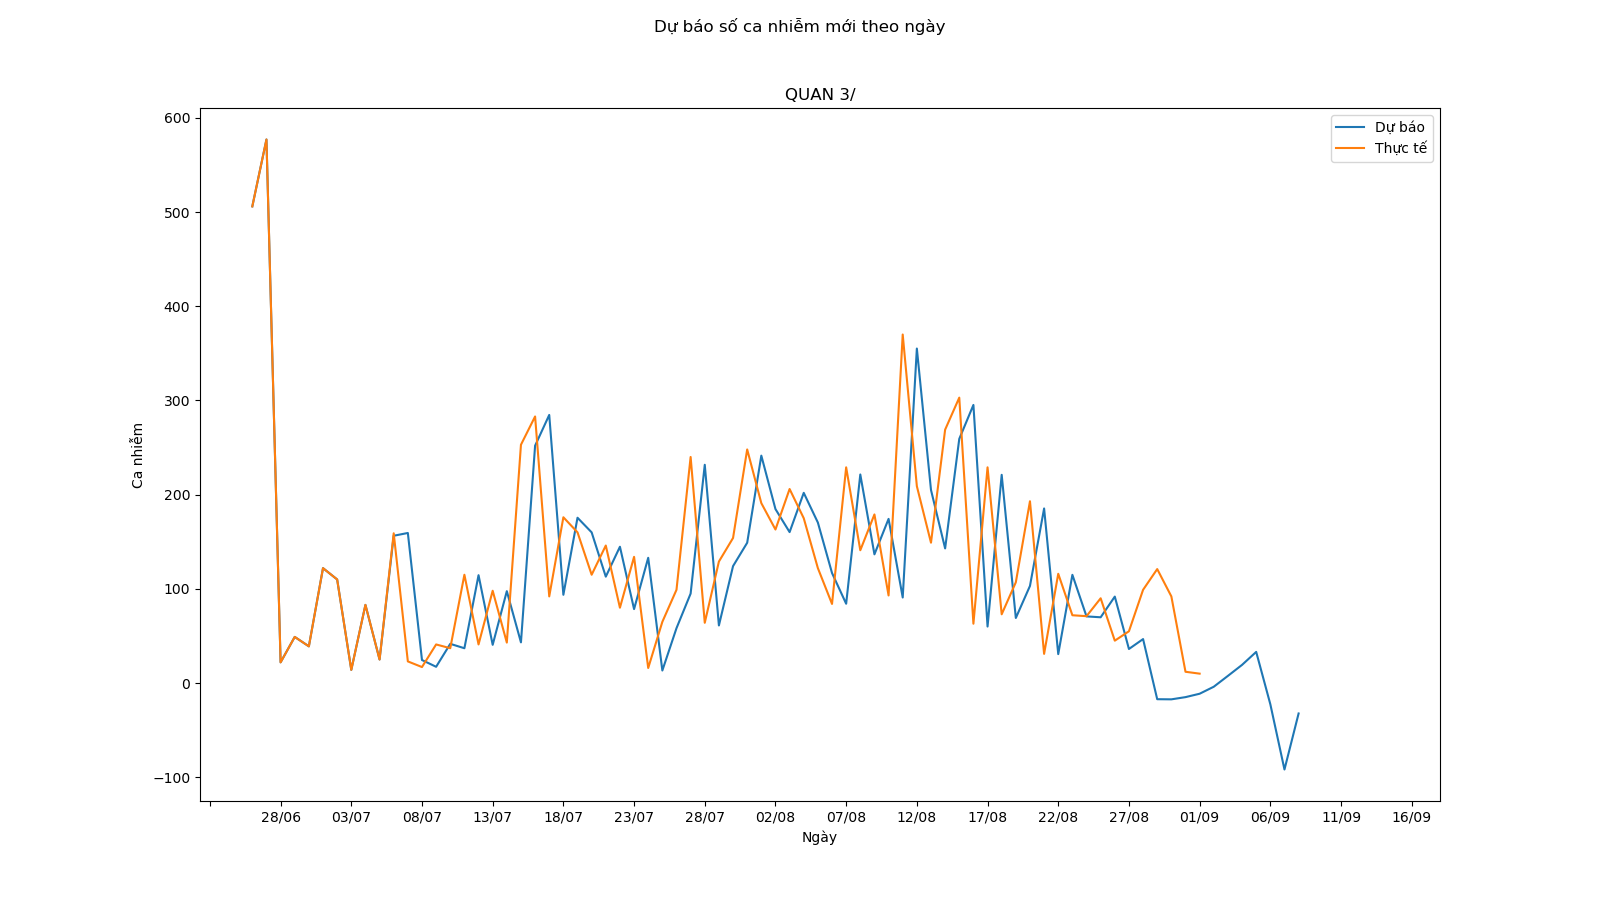 Dự báo số ca nhiễm mới theo ngày
QUAN 3/
Dự báo
Thực tế
600
500
400
300
200
100
0
−100
Ca nhiễm
28/06 03/07 08/07 13/07 18/07 23/07 28/07 02/08 07/08 12/08 17/08 22/08 27/08 01/09 06/09 11/09 16/09
Ngày